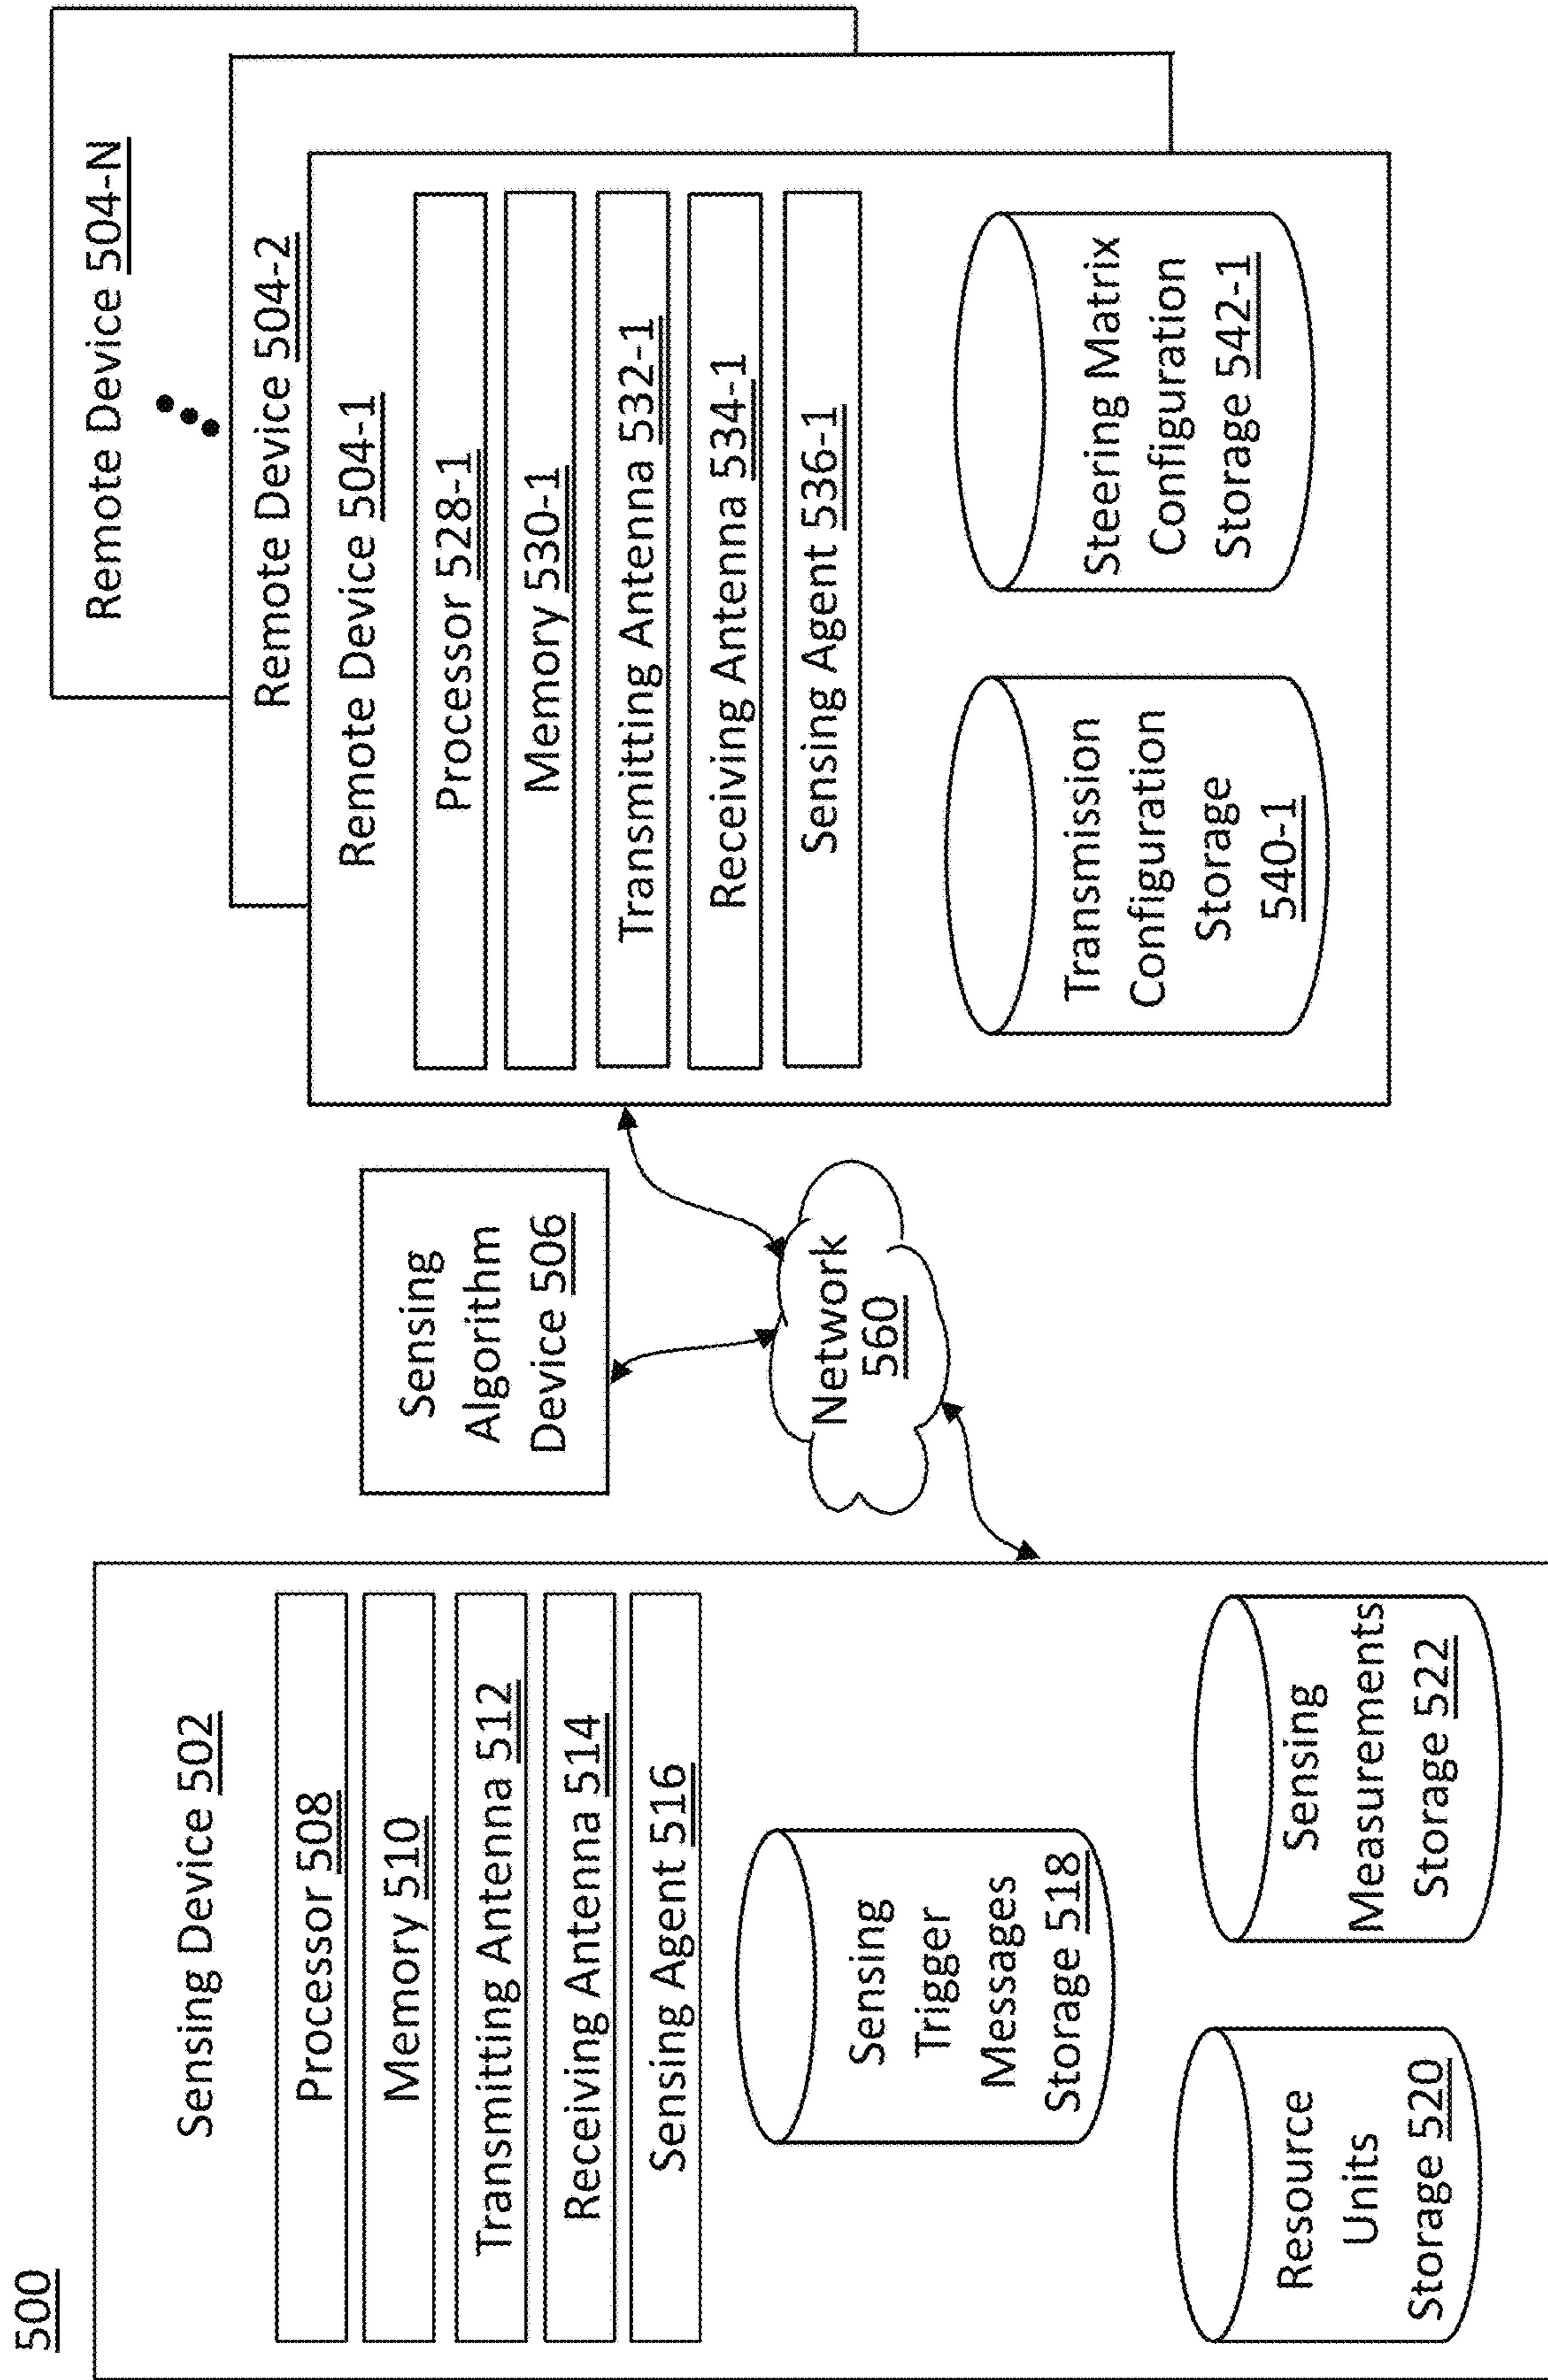 500
Sensing Device 502
Processor 508
Memory 510
Transmitting Antenna 512
Receiving Antenna 514
Sensing Agent 516
Sensing
Trigger
Messages
Storage 518
Resource
Units
Storage 520
Sensing
Measurements
Storage 522
Sensing
Algorithm
Device 506
Network
560
Remote Device 504-N
Remote Device 504-2
Remote Device 504-1
Processor 528-1
Memory 530-1
Transmitting Antenna 532-1
Receiving Antenna 534-1
Sensing Agent 536-1
Transmission
Configuration
Storage
540-1
Steering Matrix
Configuration
Storage 542-1